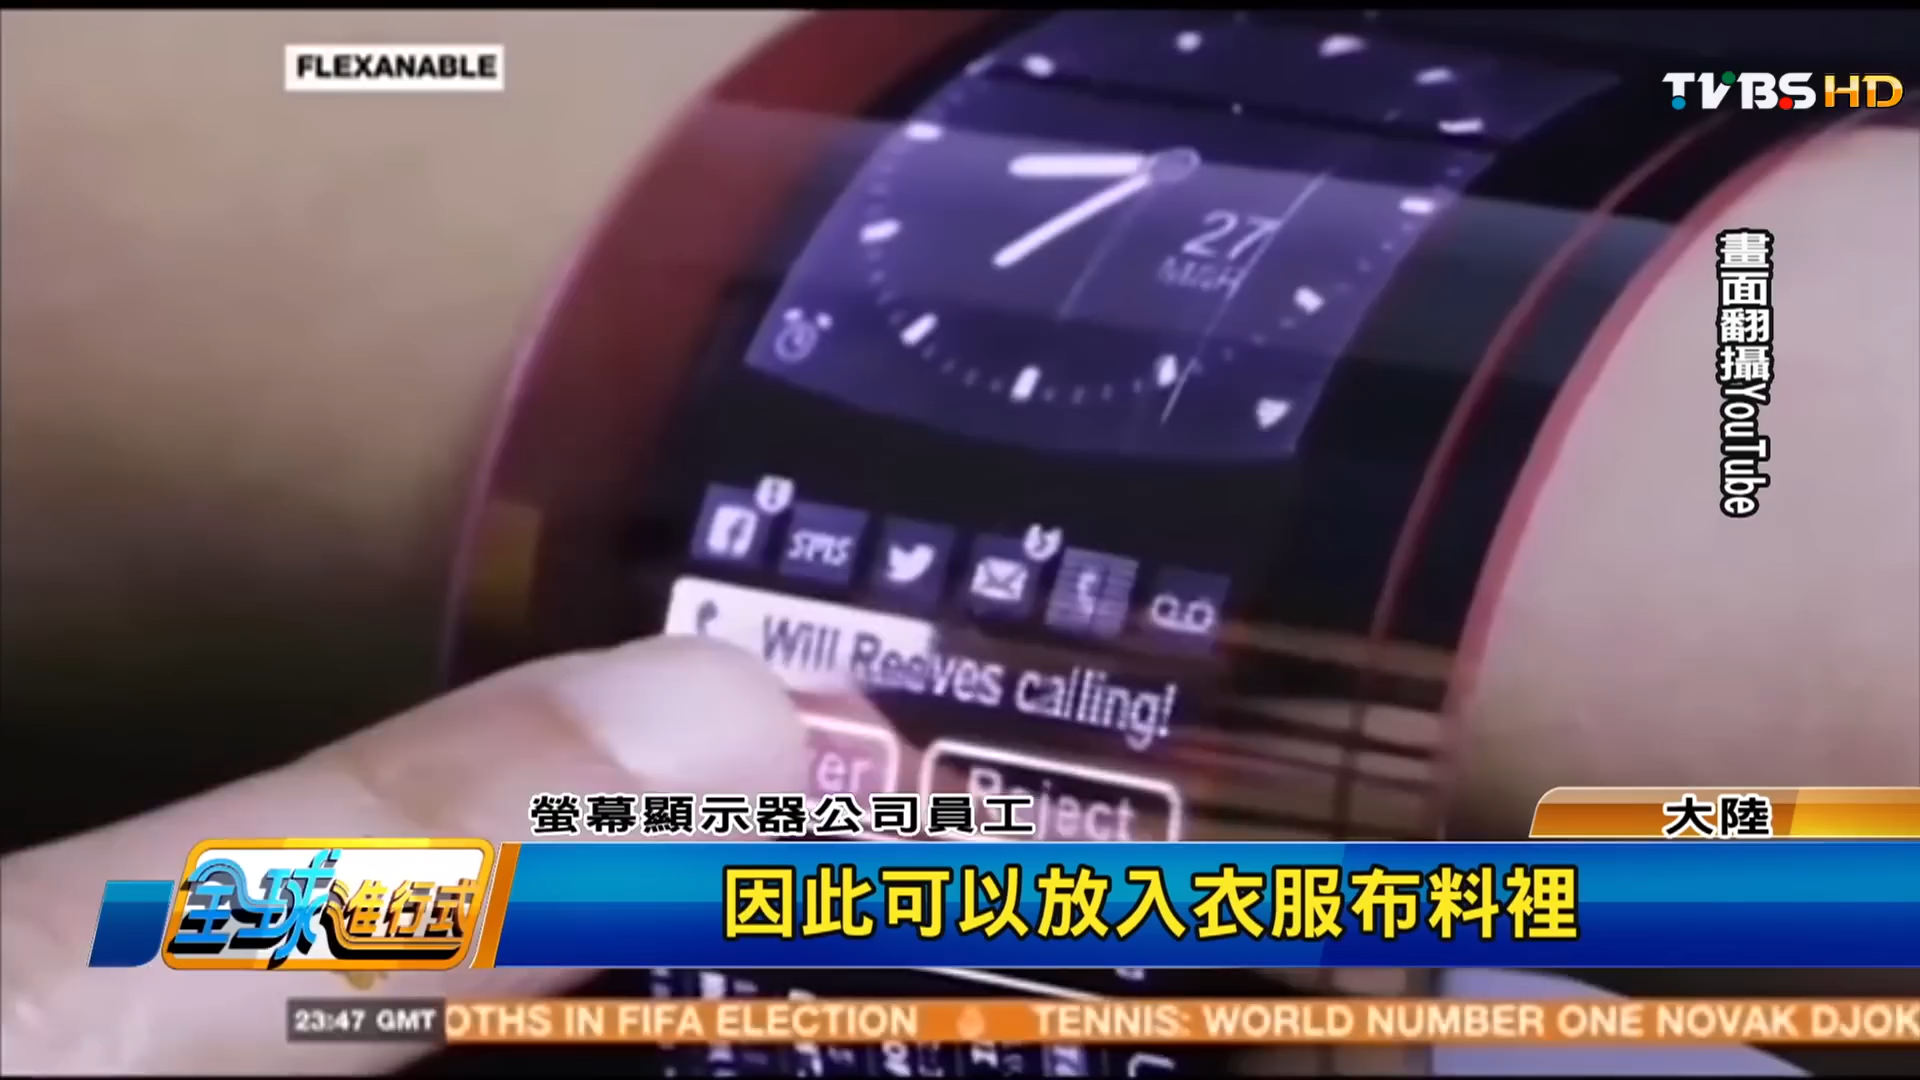 FLEXANABLE
TVBS HD
畫面翻攝YouTube
27
SMS
Will Reeves calling!
er
Reject
螢幕顯示器公司員工
大陸
全球進行式
因此可以放入衣服布料裡
23:47 GMT
OTHS IN FIFA ELECTION
TENNIS: WORLD NUMBER ONE NOVAK DJOK